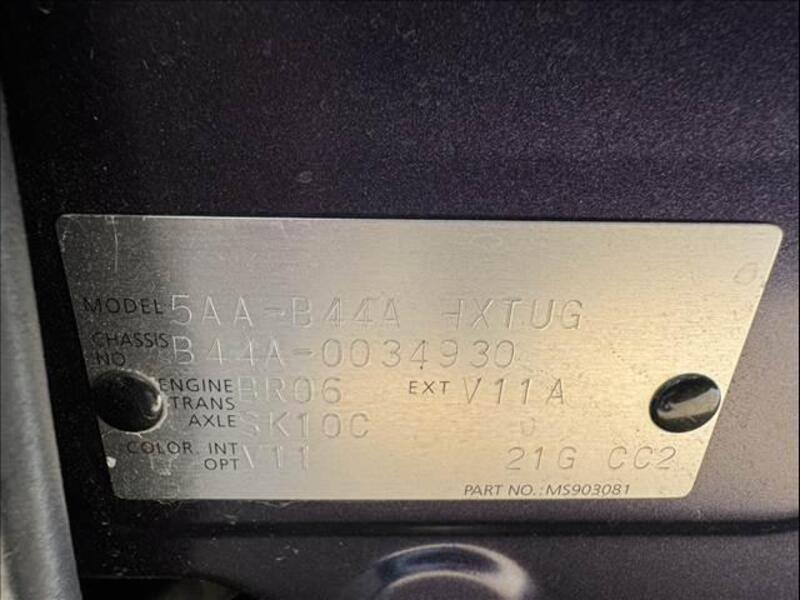 MODEL 5AA-B44A HXTUG
CHASSIS NO B44A-0034930
ENGINE BR06 EXT V11A
TRANS AXLE SK10C 0
COLOR. INT OPT V11 21G CC2
PART NO.:MS903081